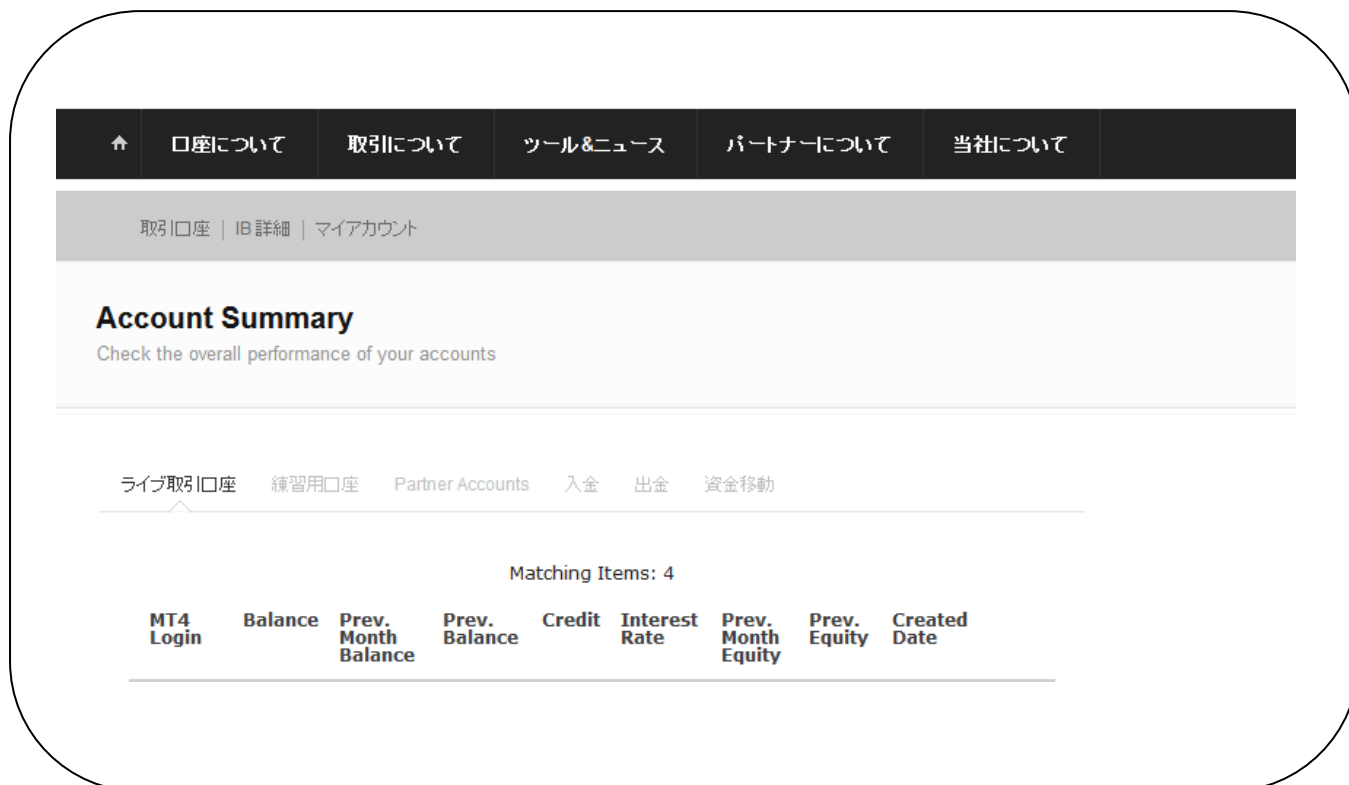 口座について 取引について ツール&ニュース パートナーについて 当社について
取引口座 | IB 詳細 | マイアカウント
Account Summary
Check the overall performance of your accounts
ライブ取引口座 練習用口座 Partner Accounts 入金 出金 資金移動
Matching Items: 4
MT4 Balance Prev. Prev. Credit Interest Prev. Prev. Created
Login Month Balance Rate Month Equity Date
Balance Equity